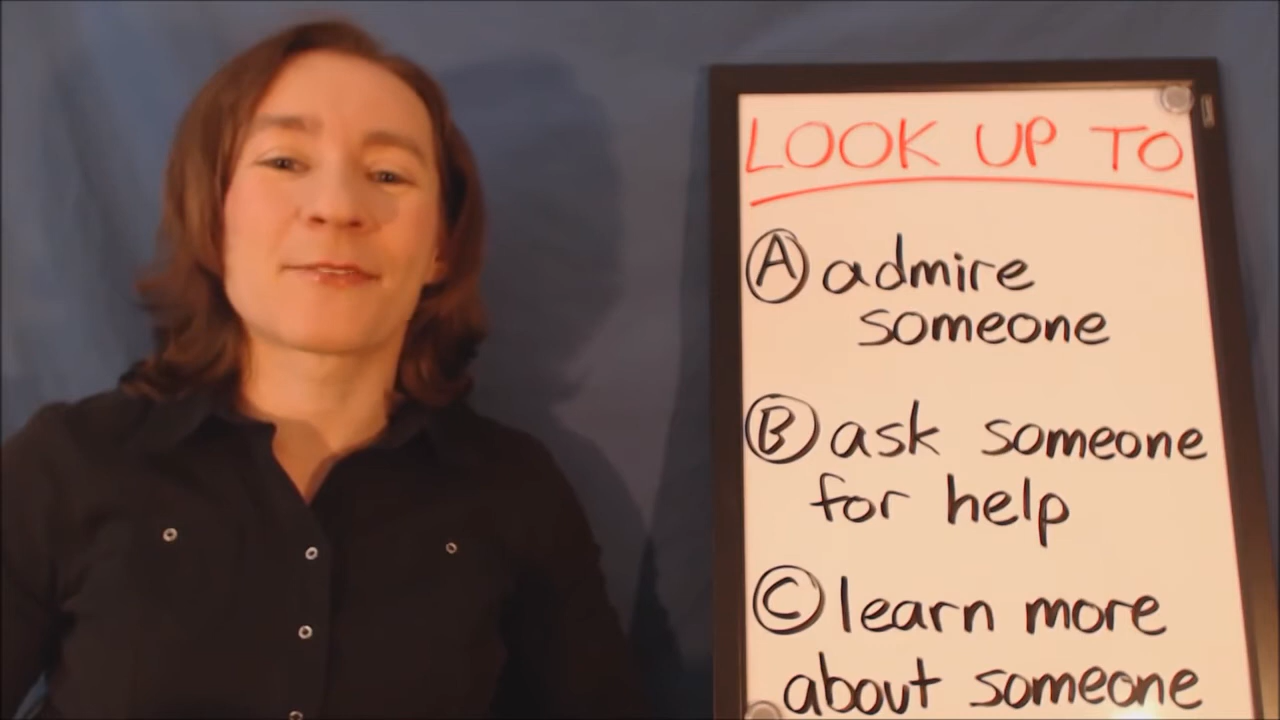 LOOK UP TO
A admire
someone
B ask someone
for help
C learn more
about someone